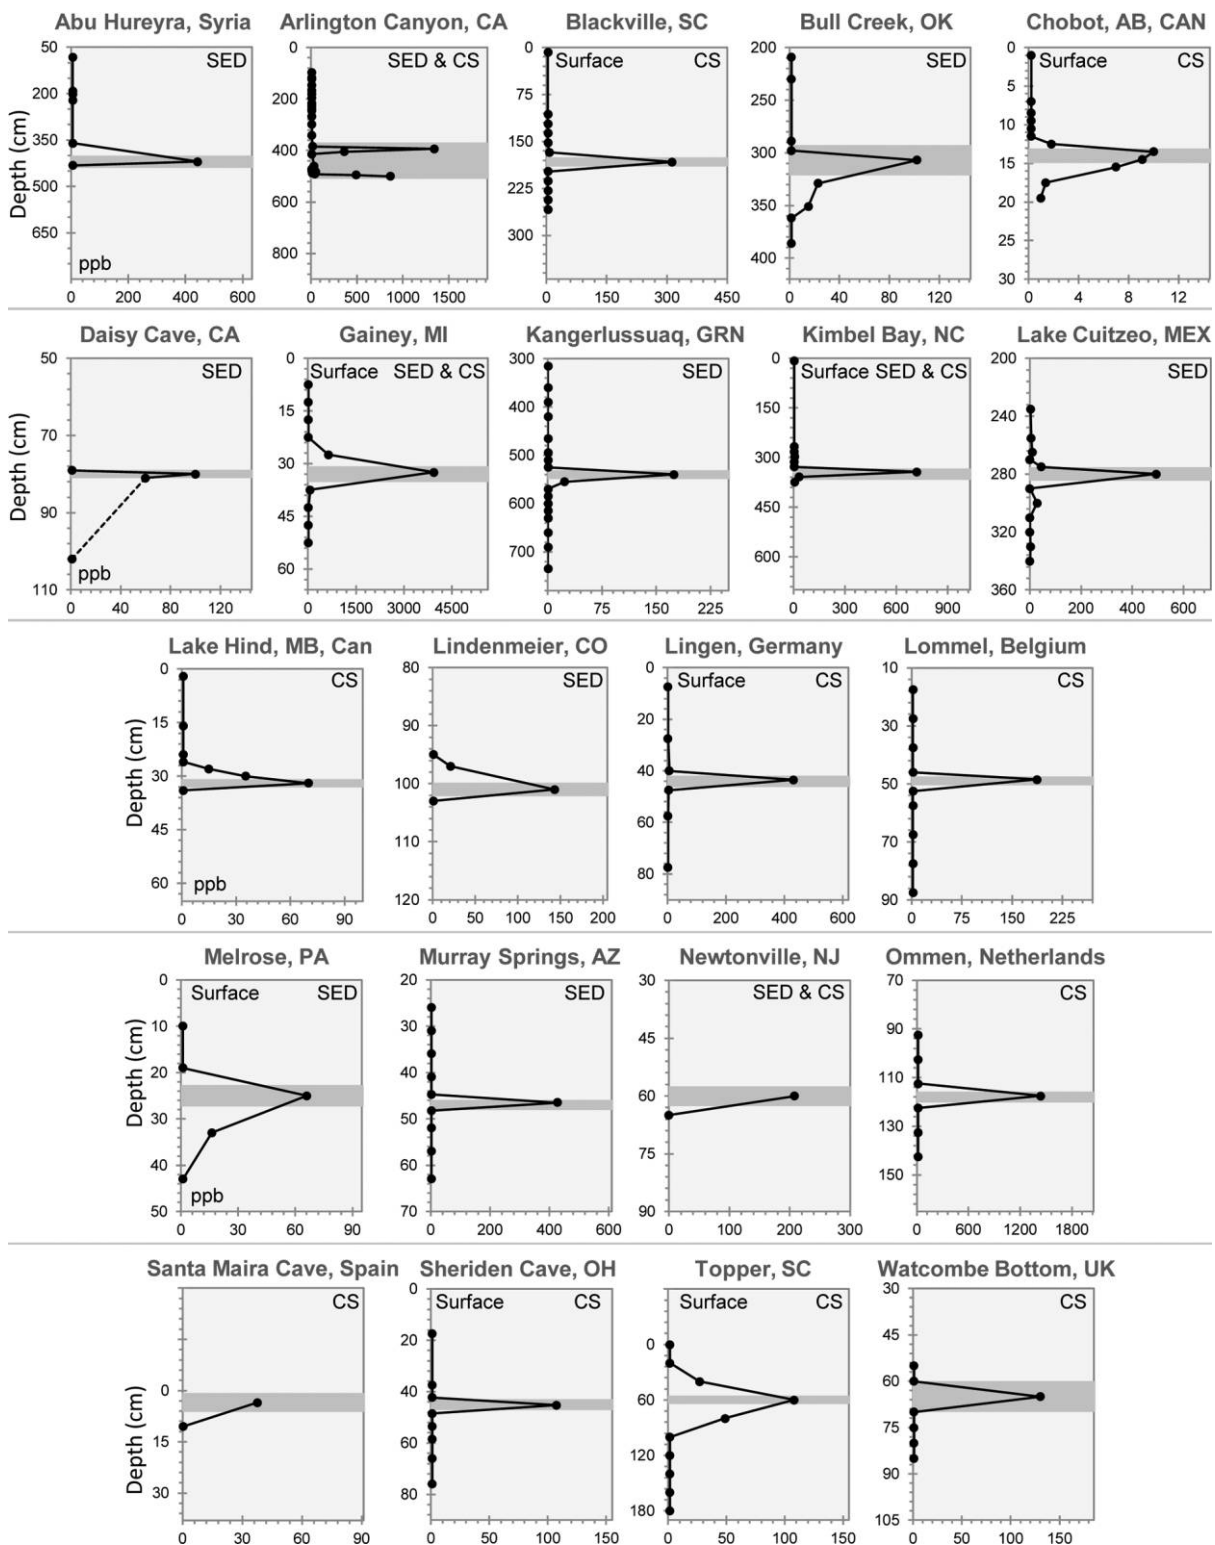 Abu Hureyra, Syria Arlington Canyon, CA Blackville, SC Bull Creek, OK Chobot, AB, CAN
Depth (cm)
50 200 350 500 650
SED
ppb
0 200 400 600
0 200 400 600 800
SED & CS
0 500 1000 1500
0 75 150 225 300
Surface CS
0 150 300 450
200 250 300 350 400
SED
0 40 80 120
0 5 10 15 20 25 30
Surface CS
0 4 8 12
Daisy Cave, CA Gainey, MI Kangerlussuaq, GRN Kimbel Bay, NC Lake Cuitzeo, MEX
Depth (cm)
50 70 90 110
SED
ppb
0 40 80 120
0 15 30 45 60
Surface SED & CS
0 1500 3000 4500
300 400 500 600 700
SED
0 75 150 225
0 150 300 450 600
Surface SED & CS
0 300 600 900
200 240 280 320 360
SED
0 200 400 600
Lake Hind, MB, Can Lindenmeier, CO Lingen, Germany Lommel, Belgium
Depth (cm)
0 15 30 45 60
CS
ppb
0 30 60 90
80 90 100 110 120
SED
0 50 100 150 200
0 20 40 60 80
Surface CS
0 200 400 600
10 30 50 70 90
CS
0 75 150 225
Melrose, PA Murray Springs, AZ Newtonville, NJ Ommen, Netherlands
Depth (cm)
0 10 20 30 40 50
Surface SED
ppb
0 30 60 90
20 30 40 50 60 70
SED
0 200 400 600
30 45 60 75 90
SED & CS
0 100 200 300
70 90 110 130 150
CS
0 600 1200 1800
Santa Maira Cave, Spain Sheriden Cave, OH Topper, SC Watcombe Bottom, UK
Depth (cm)
0 15 30
CS
0 30 60 90
0 20 40 60 80
Surface CS
0 50 100 150
0 30 60 90 120 150 180
Surface CS
0 50 100 150
30 45 60 75 90 105
CS
0 50 100 150